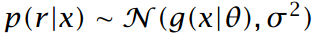 p(r|x) ∼ 𝒩(g(x|θ), σ²)